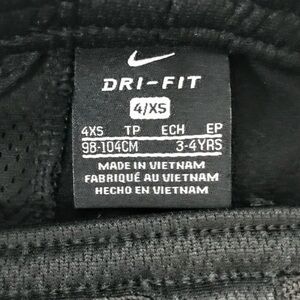 DRI-FIT
4/XS
4XS TP ECH EP
98-104CM 3-4YRS
MADE IN VIETNAM
FABRIQUÉ AU VIETNAM
HECHO EN VIETNAM